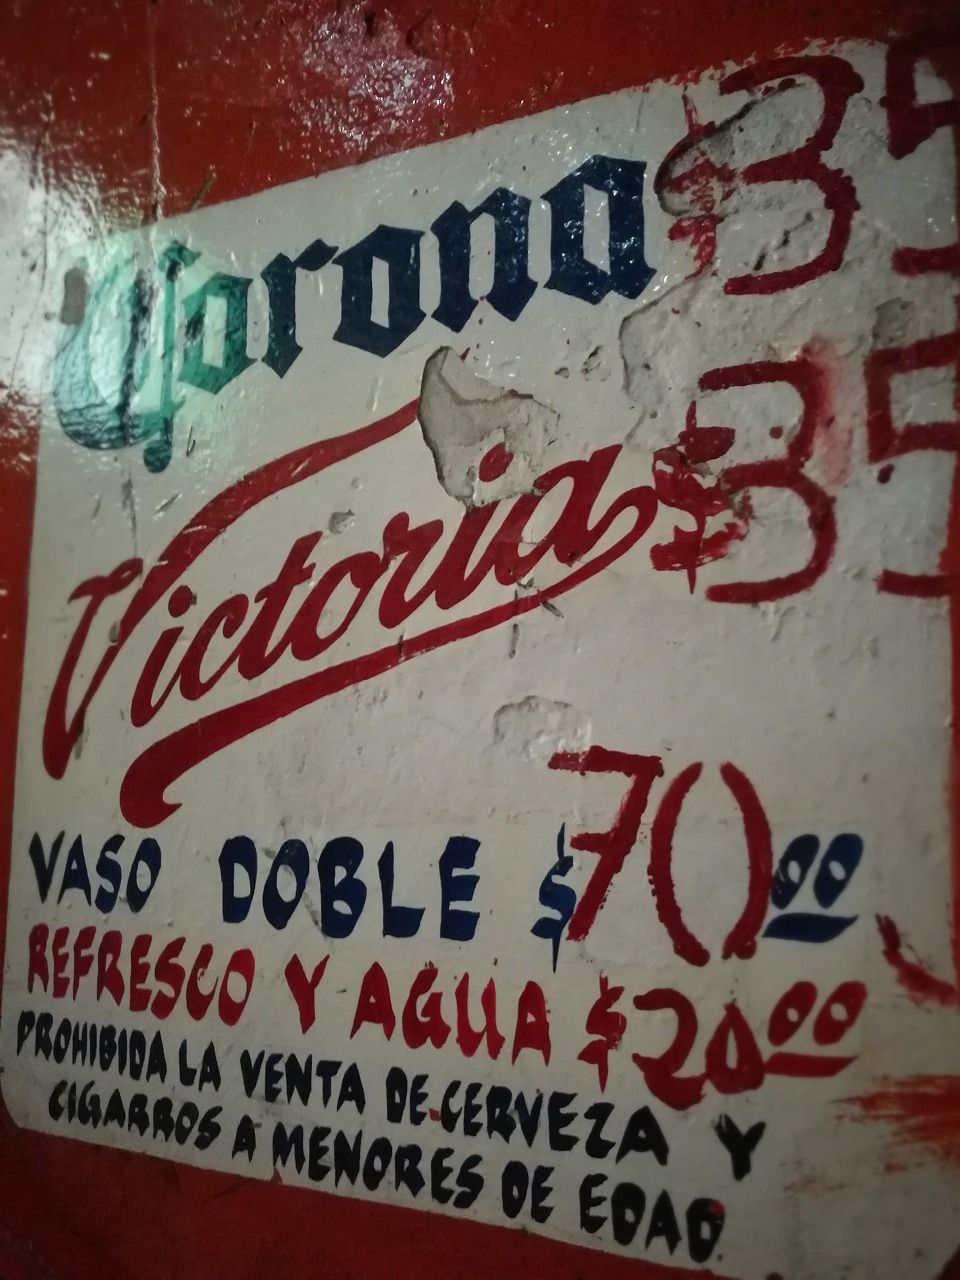 Corona $35
Victoria $35
VASO DOBLE $70.00
REFRESCO Y AGUA $20.00
PROHIBIDA LA VENTA DE CERVEZA Y
CIGARROS A MENORES DE EDAD